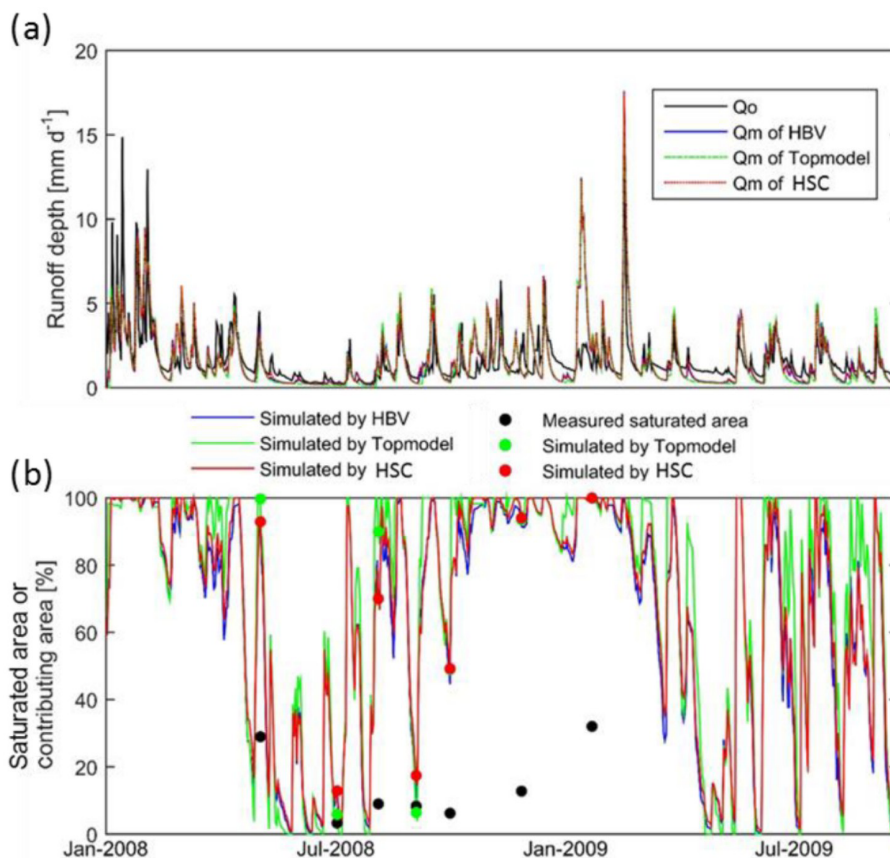 (a)
20
15
10
5
0
Runoff depth [mm d⁻¹]
Qo
Qm of HBV
Qm of Topmodel
Qm of HSC
Simulated by HBV
Simulated by Topmodel
Simulated by HSC
Measured saturated area
Simulated by Topmodel
Simulated by HSC
(b)
100
80
60
40
20
0
Saturated area or
contributing area [%]
Jan-2008
Jul-2008
Jan-2009
Jul-2009